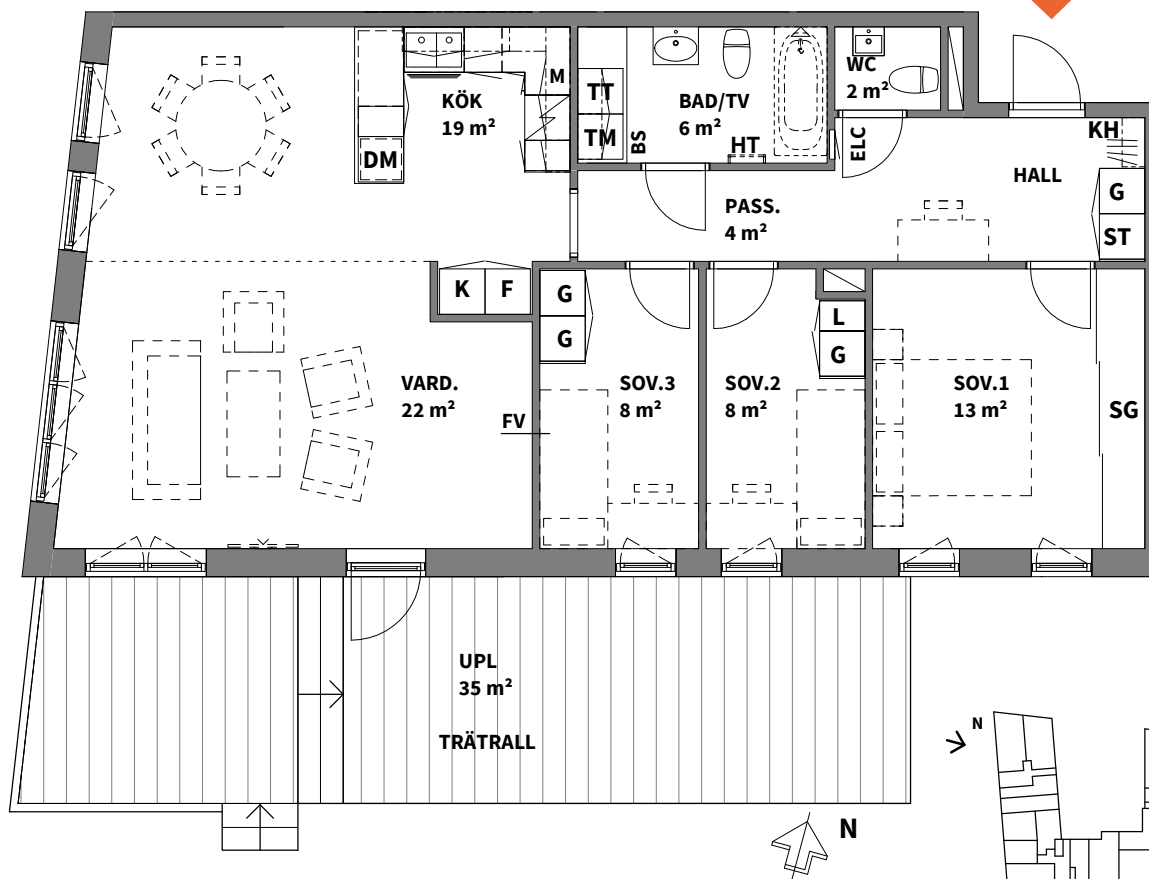 KÖK
19 m²
M
DM
TT
TM
BS
BAD/TV
6 m²
HT
WC
2 m²
ELC
KH
HALL
G
ST
PASS.
4 m²
K
F
G
G
L
G
VARD.
22 m²
FV
SOV.3
8 m²
SOV.2
8 m²
SOV.1
13 m²
SG
UPL
35 m²
TRÄTRALL
N
N